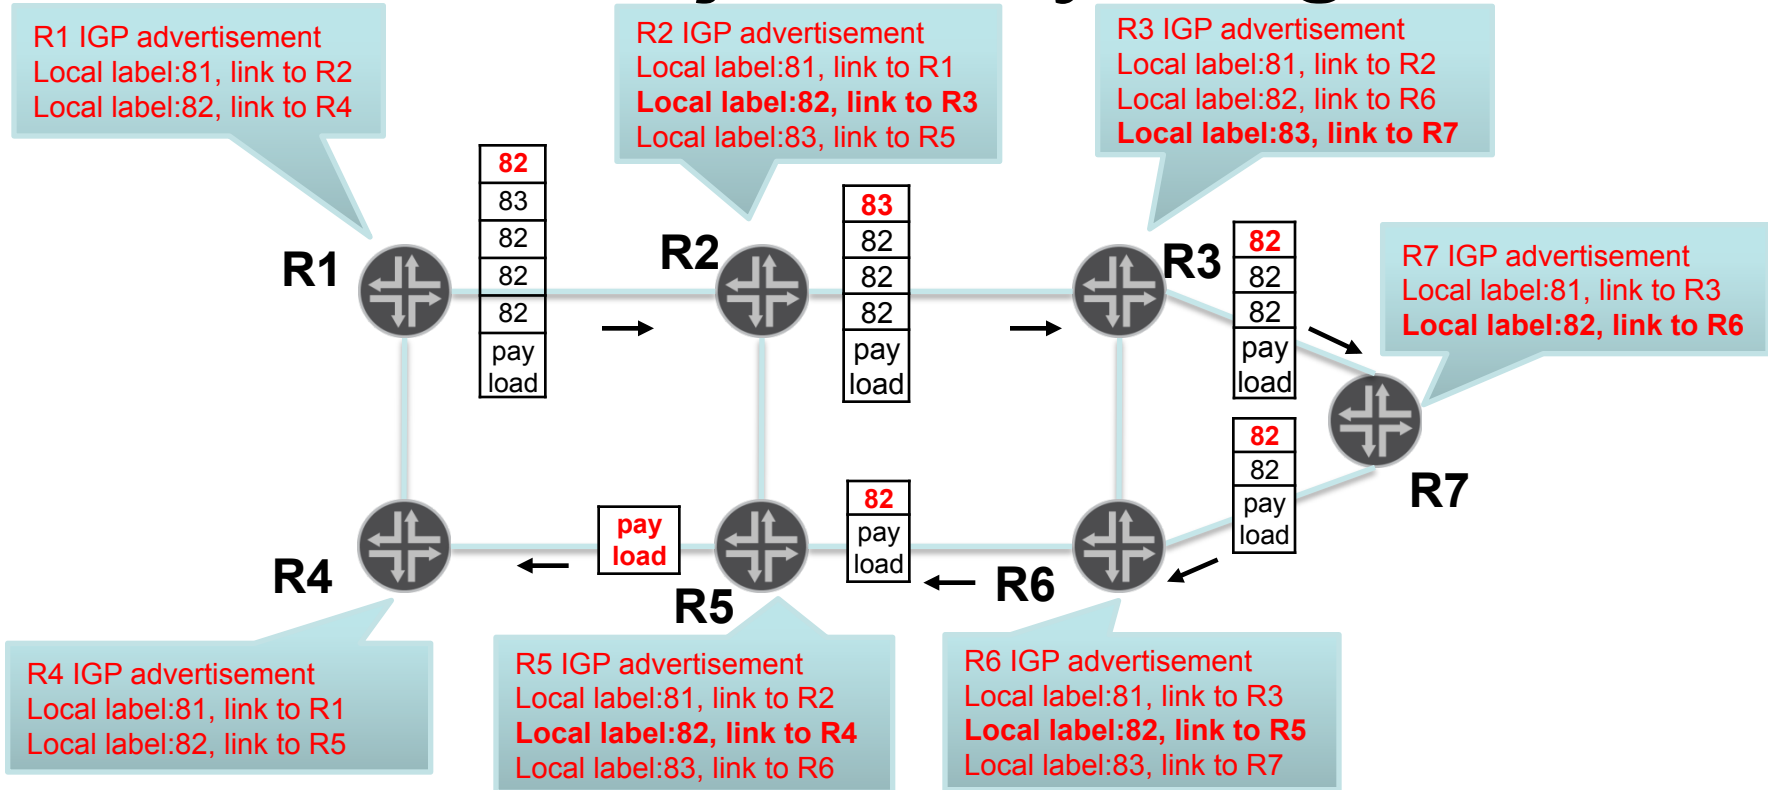 R1 IGP advertisement
Local label:81, link to R2
Local label:82, link to R4
R2 IGP advertisement
Local label:81, link to R1
Local label:82, link to R3
Local label:83, link to R5
R3 IGP advertisement
Local label:81, link to R2
Local label:82, link to R6
Local label:83, link to R7
R7 IGP advertisement
Local label:81, link to R3
Local label:82, link to R6
R1
82
83
82
82
82
pay
load
R2
83
82
82
82
pay
load
R3
82
82
82
pay
load
R7
82
82
pay
load
R6
82
pay
load
R5
pay
load
R4
R4 IGP advertisement
Local label:81, link to R1
Local label:82, link to R5
R5 IGP advertisement
Local label:81, link to R2
Local label:82, link to R4
Local label:83, link to R6
R6 IGP advertisement
Local label:81, link to R3
Local label:82, link to R5
Local label:83, link to R7